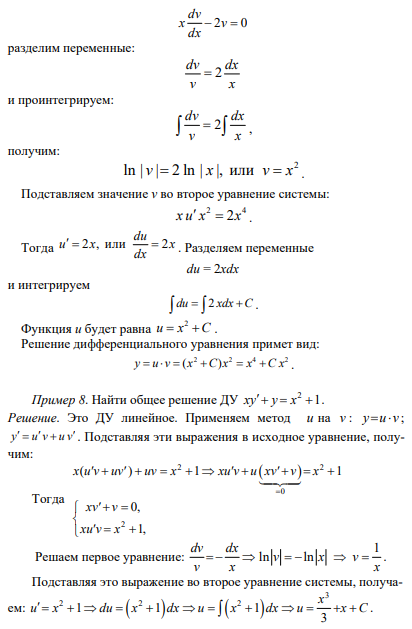 x dv/dx − 2v = 0
разделим переменные:
dv/v = 2 dx/x
и проинтегрируем:
∫ dv/v = 2∫ dx/x ,
получим:
ln | v |= 2 ln | x |, или v = x².
Подставляем значение v во второе уравнение системы:
x u′ x² = 2x⁴.
Тогда u′ = 2x, или du/dx = 2x . Разделяем переменные
du = 2xdx
и интегрируем
∫ du = ∫ 2xdx + C .
Функция u будет равна u = x² + C .
Решение дифференциального уравнения примет вид:
y = u · v = (x² + C)x² = x⁴ + C x² .
Пример 8. Найти общее решение ДУ xy′ + y = x² + 1.
Решение. Это ДУ линейное. Применяем метод u на v : y=u·v ;
y′ = u′v + u v′ . Подставляя эти выражения в исходное уравнение, полу-
чим:
x(u′v + uv′) + uv = x² + 1 ⇒ xu′v + u(xv′ + v) = x² + 1
=0
Тогда { xv′ + v = 0,
xu′v = x² + 1,
Решаем первое уравнение: dv/v = − dx/x ⇒ ln|v| = −ln|x| ⇒ v = 1/x .
Подставляя это выражение во второе уравнение системы, получа-
ем: u′ = x² + 1 ⇒ du = (x² + 1)dx ⇒ u = ∫(x² + 1)dx ⇒ u = x³/3 + x + C .